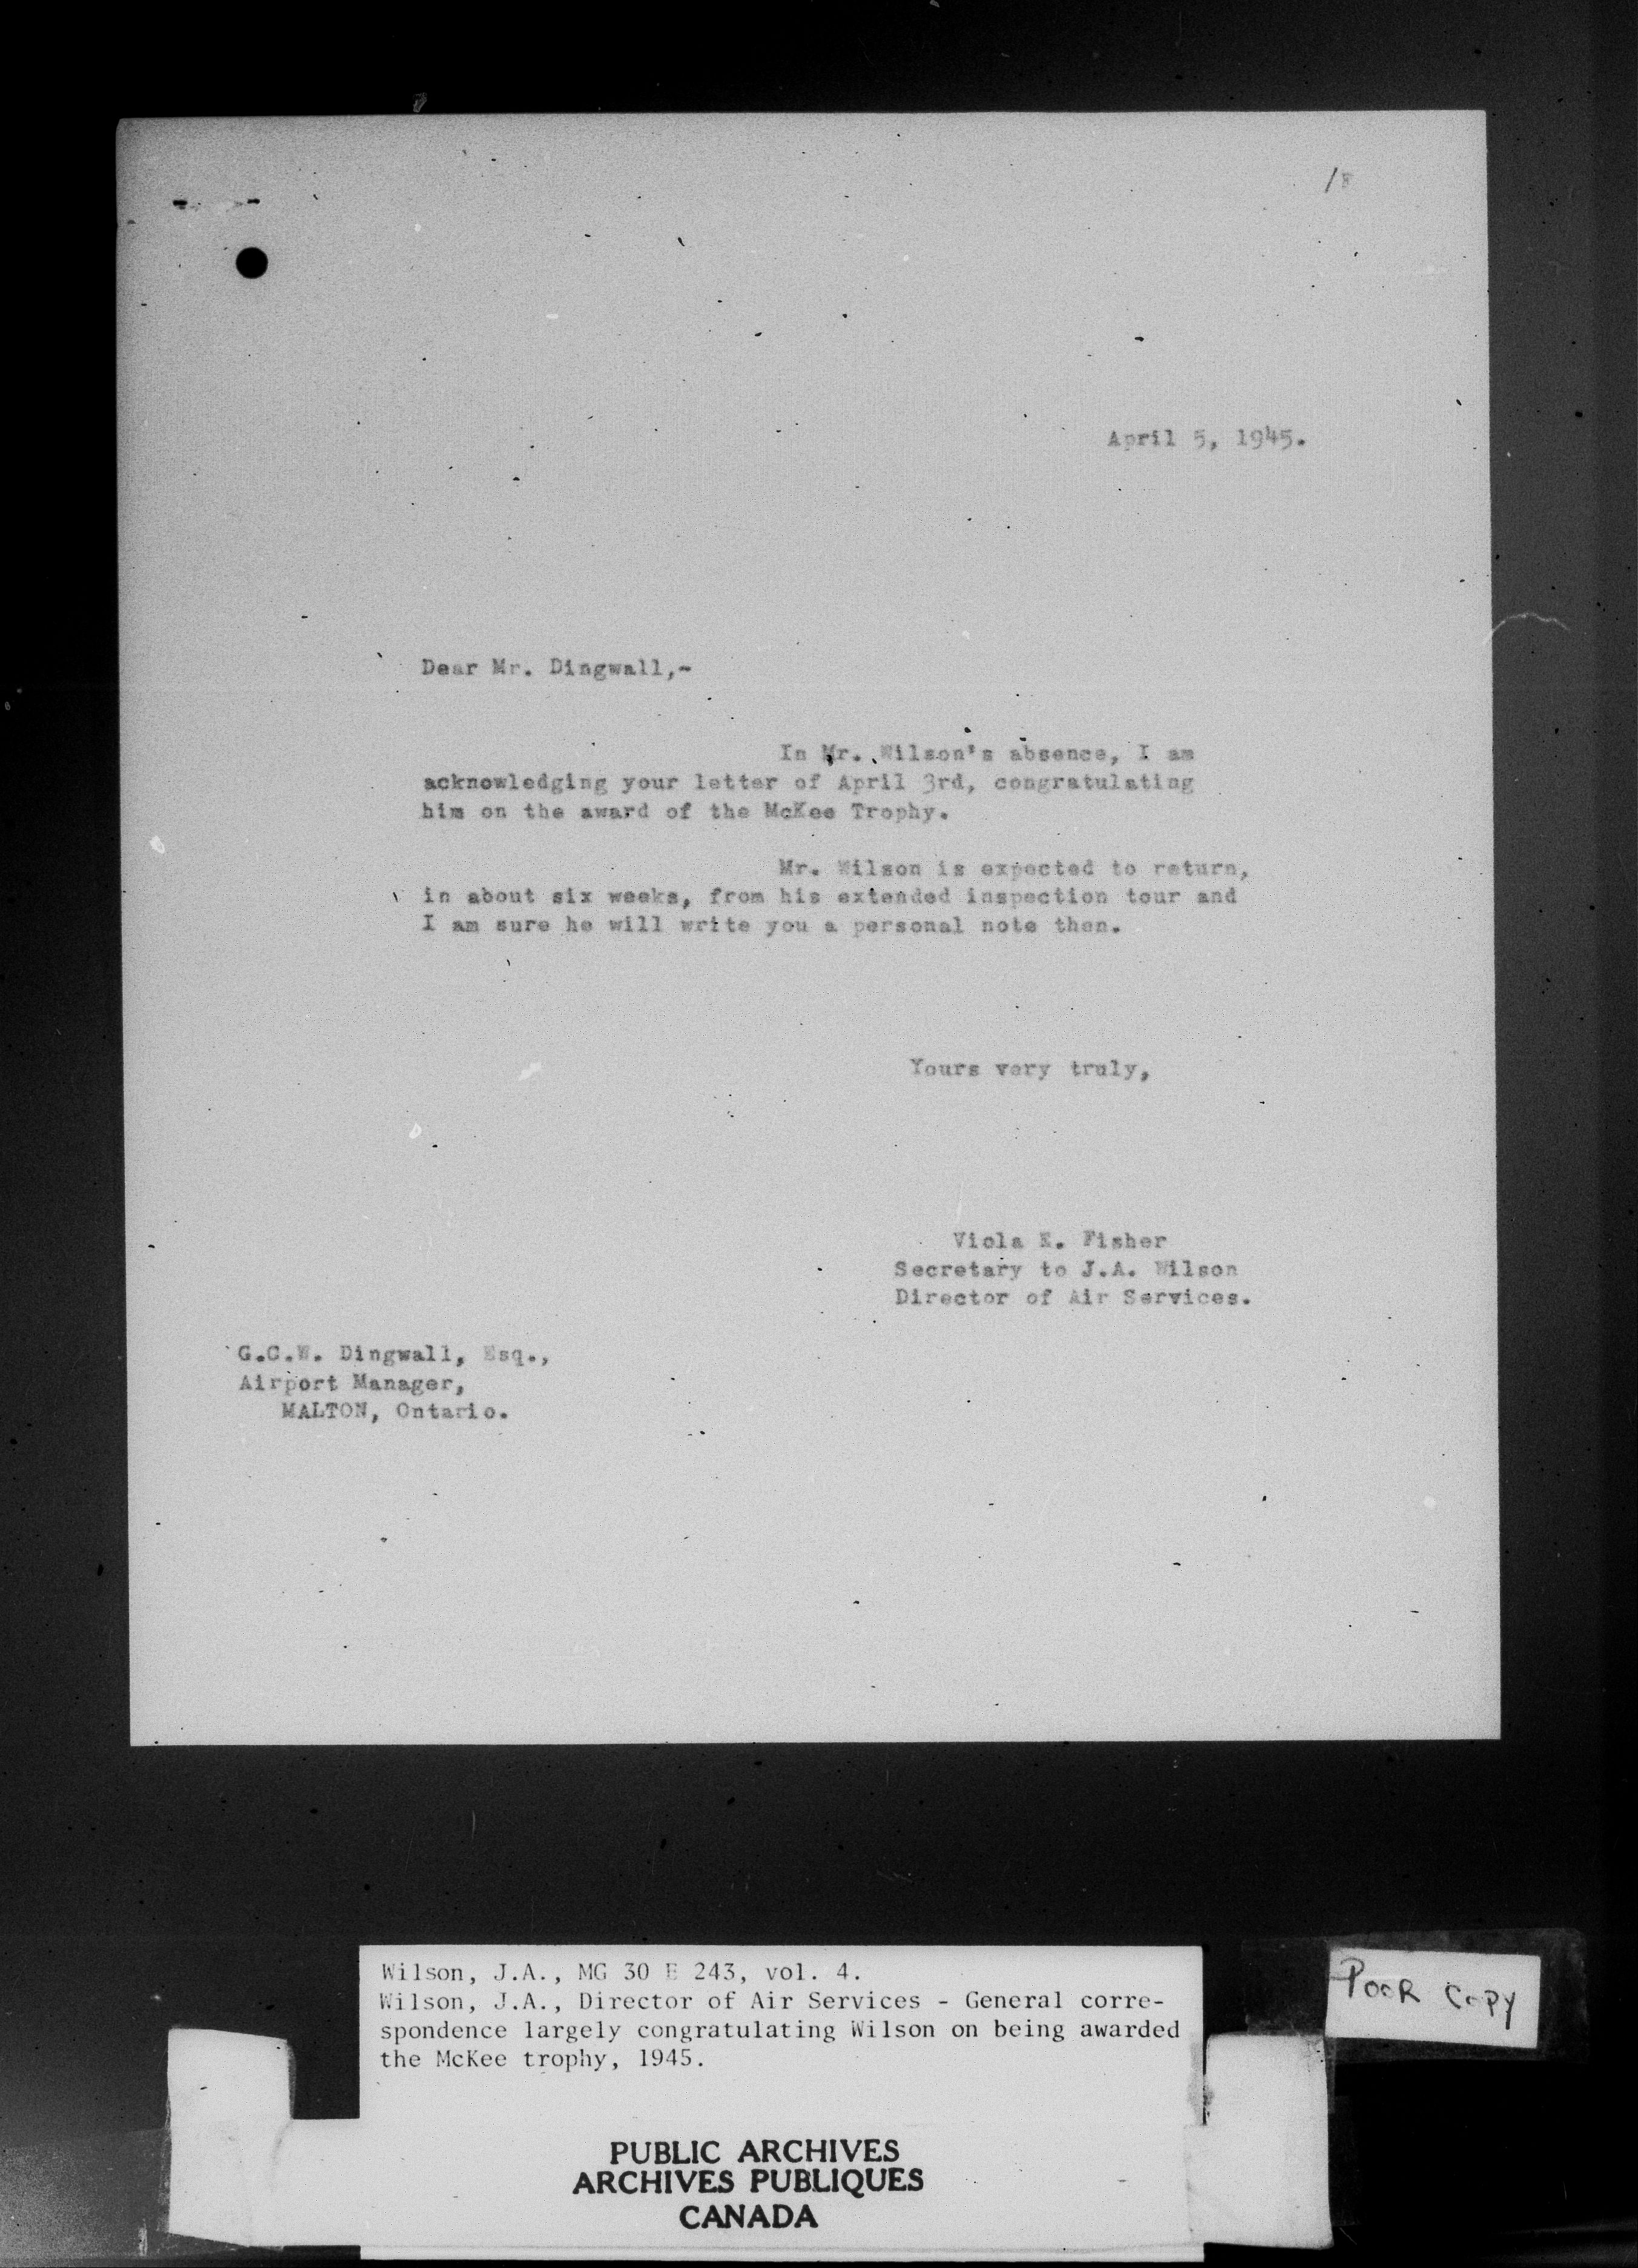 April 5, 1945.
Dear Mr. Dingwall,-
In Mr. Wilson's absence, I am
acknowledging your letter of April 3rd, congratulating
him on the award of the McKee Trophy.
Mr. Wilson is expected to return,
in about six weeks, from his extended inspection tour and
I am sure he will write you a personal note then.
Yours very truly,
Viola E. Fisher
Secretary to J.A. Wilson
Director of Air Services.
G.C.W. Dingwall, Esq.,
Airport Manager,
MALTON, Ontario.
Wilson, J.A., MG 30 E 243, vol. 4.
Wilson, J.A., Director of Air Services - General corre-
spondence largely congratulating Wilson on being awarded
the McKee trophy, 1945.
POOR COPY
PUBLIC ARCHIVES
ARCHIVES PUBLIQUES
CANADA